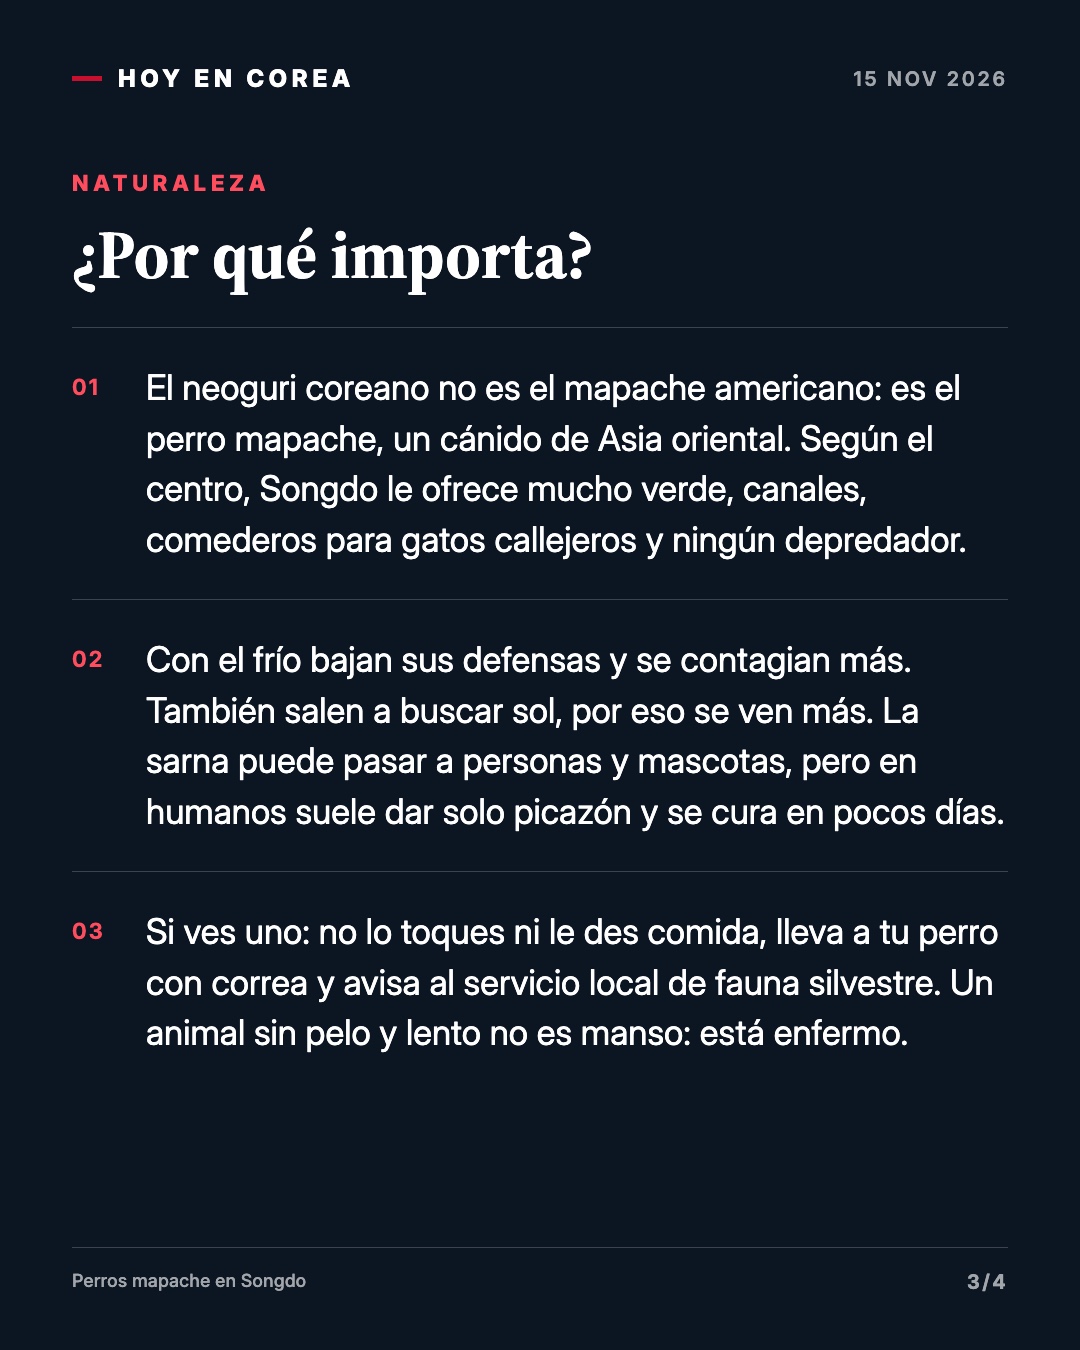 HOY EN COREA
15 NOV 2026
NATURALEZA
¿Por qué importa?
01
El neoguri coreano no es el mapache americano: es el
perro mapache, un cánido de Asia oriental. Según el
centro, Songdo le ofrece mucho verde, canales,
comederos para gatos callejeros y ningún depredador.
02
Con el frío bajan sus defensas y se contagian más.
También salen a buscar sol, por eso se ven más. La
sarna puede pasar a personas y mascotas, pero en
humanos suele dar solo picazón y se cura en pocos días.
03
Si ves uno: no lo toques ni le des comida, lleva a tu perro
con correa y avisa al servicio local de fauna silvestre. Un
animal sin pelo y lento no es manso: está enfermo.
Perros mapache en Songdo
3/4